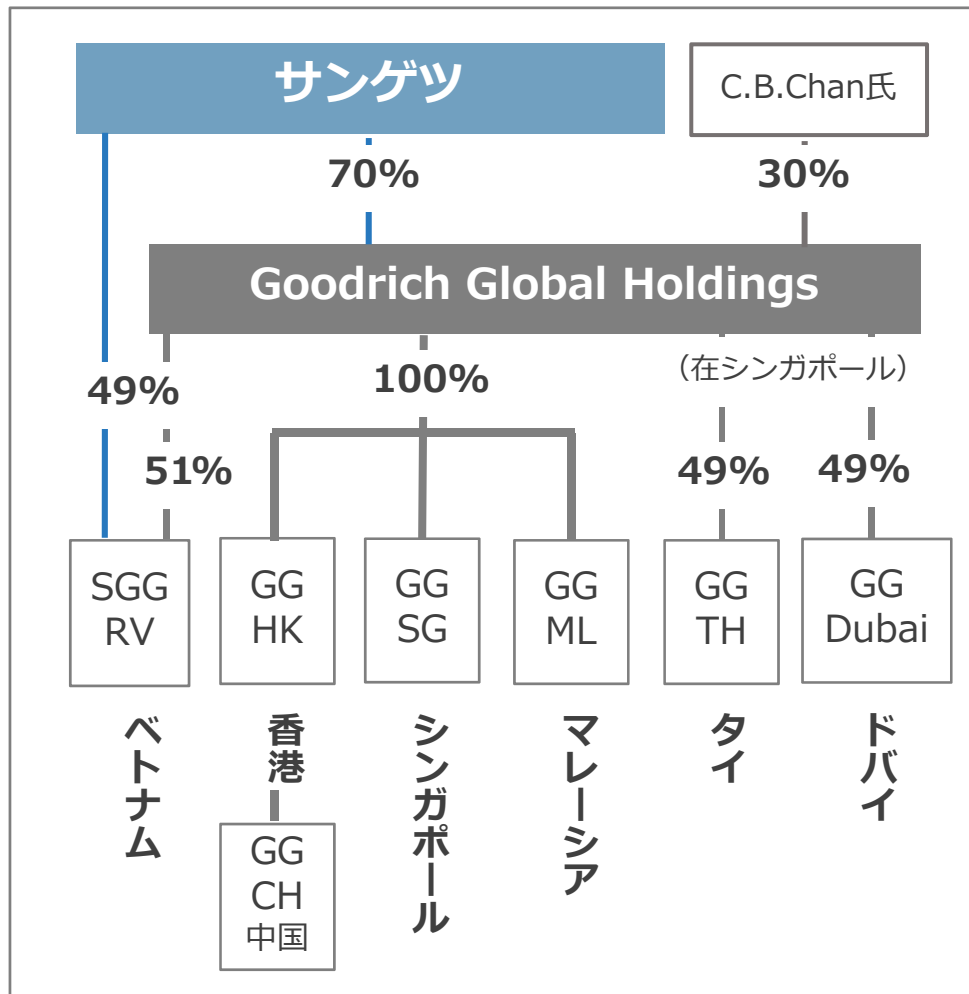 サンゲツ
C.B.Chan氏
70%
30%
Goodrich Global Holdings
(在シンガポール)
49%
100%
51%
49%
49%
SGG
RV
GG
HK
GG
SG
GG
ML
GG
TH
GG
Dubai
ベトナム
香港
シンガポール
マレーシア
タイ
ドバイ
GG
CH
中国